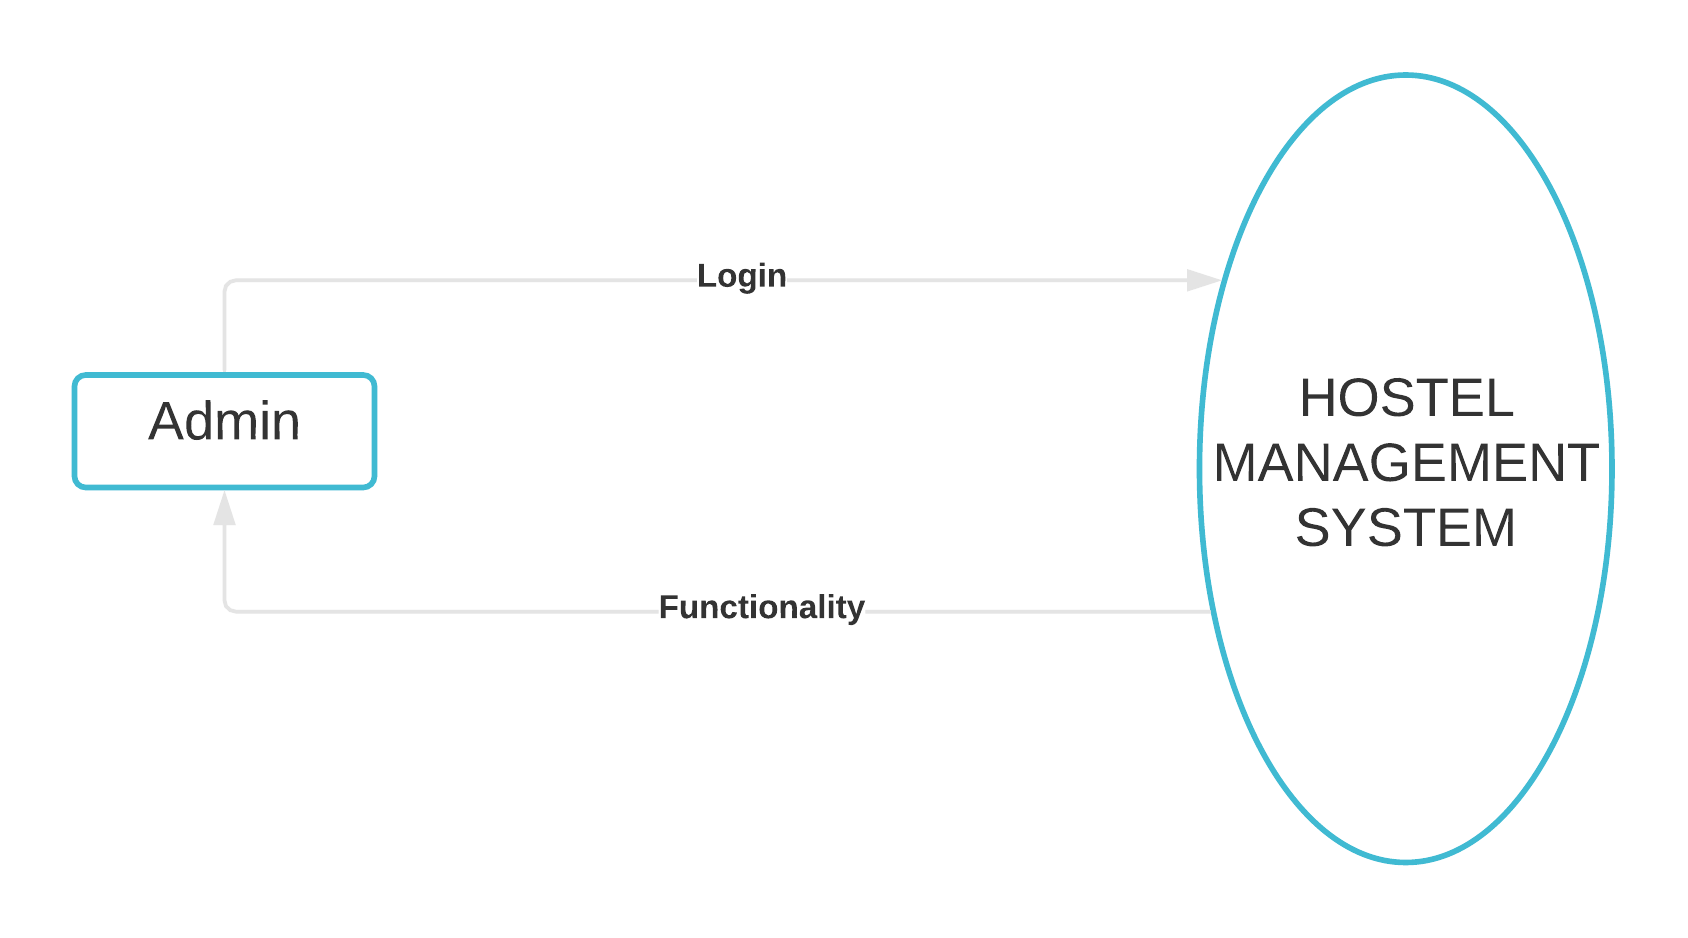 Login
Admin
HOSTEL
MANAGEMENT
SYSTEM
Functionality